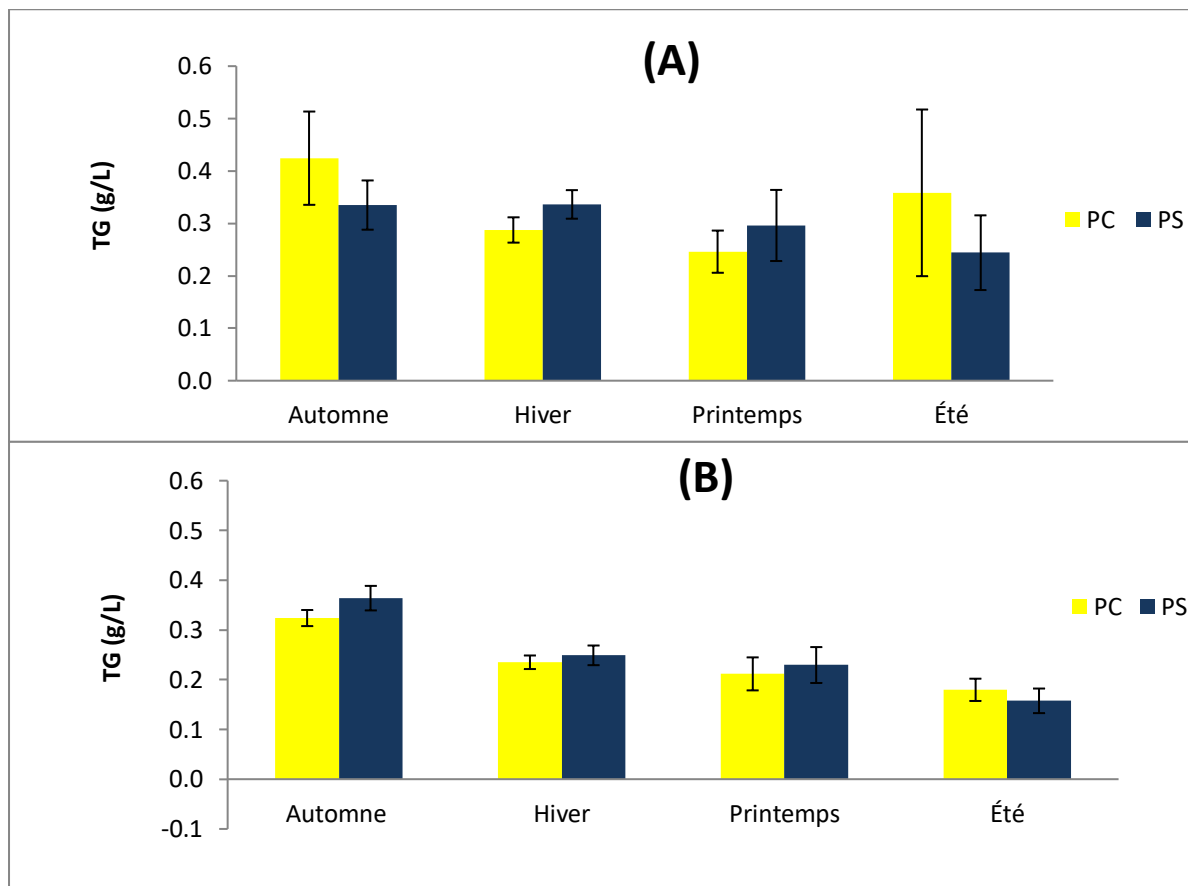 (A)
0.6
0.5
0.4
0.3
0.2
0.1
0.0
TG (g/L)
Automne Hiver Printemps Été
PC PS
(B)
0.6
0.5
0.4
0.3
0.2
0.1
0.0
-0.1
TG (g/L)
Automne Hiver Printemps Été
PC PS